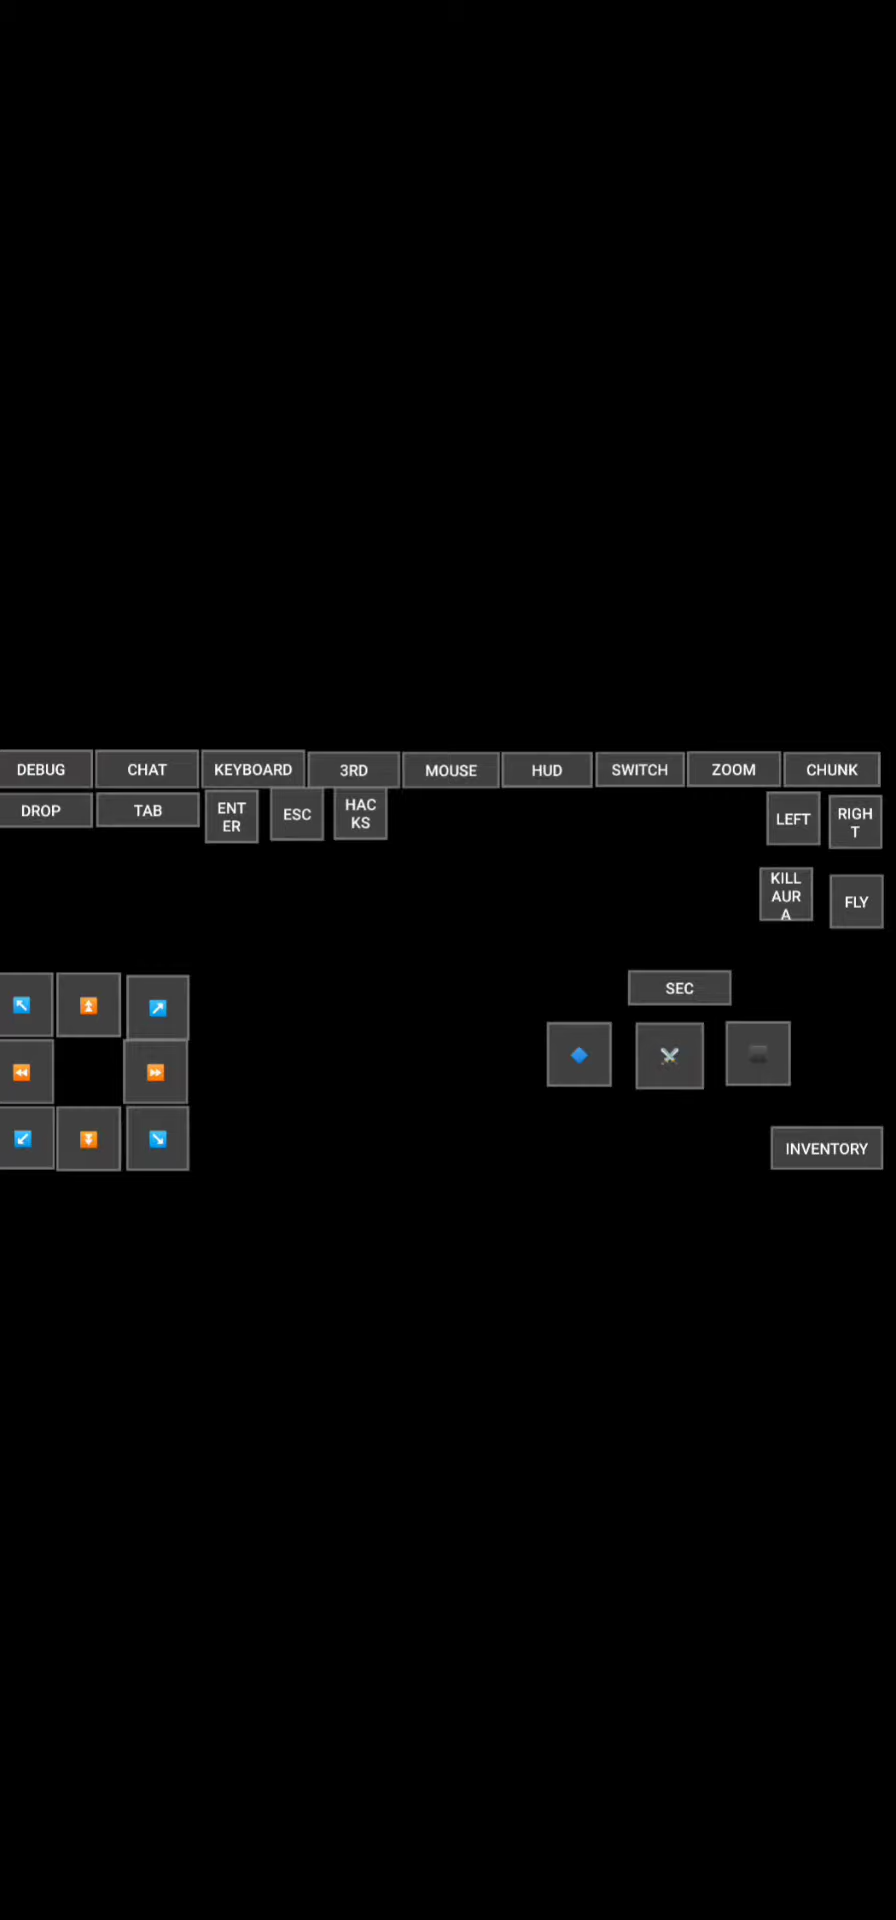 DEBUG
CHAT
KEYBOARD
3RD
MOUSE
HUD
SWITCH
ZOOM
CHUNK
DROP
TAB
ENT
ER
ESC
HAC
KS
LEFT
RIGH
T
KILL
AUR
A
FLY
SEC
INVENTORY